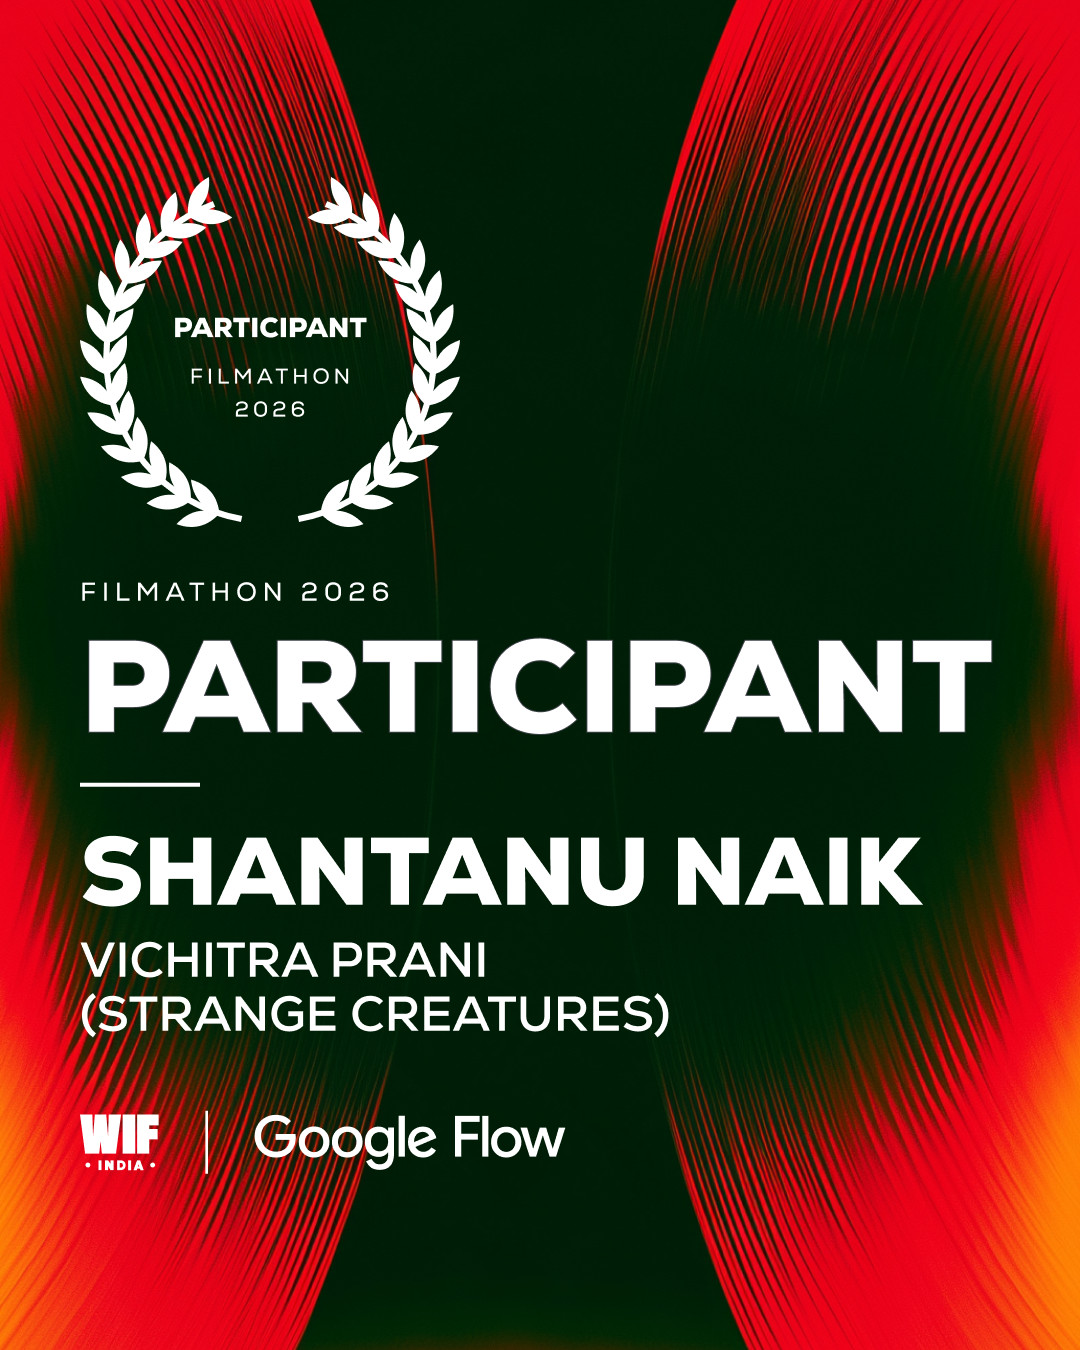 PARTICIPANT
FILMATHON
2026
FILMATHON 2026
PARTICIPANT
SHANTANU NAIK
VICHITRA PRANI
(STRANGE CREATURES)
WIF
• INDIA •
Google Flow